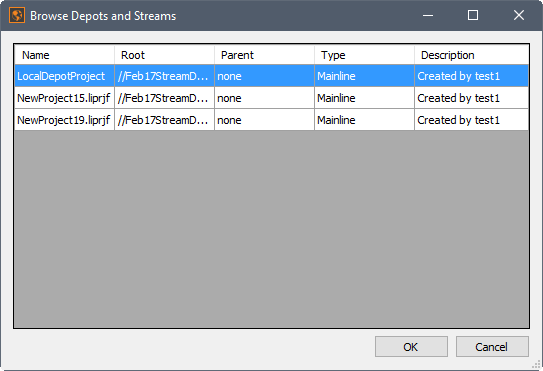 Browse Depots and Streams
Name Root Parent Type Description
LocalDepotProject //Feb17StreamD... none Mainline Created by test1
NewProject15.liprjf //Feb17StreamD... none Mainline Created by test1
NewProject19.liprjf //Feb17StreamD... none Mainline Created by test1
OK Cancel